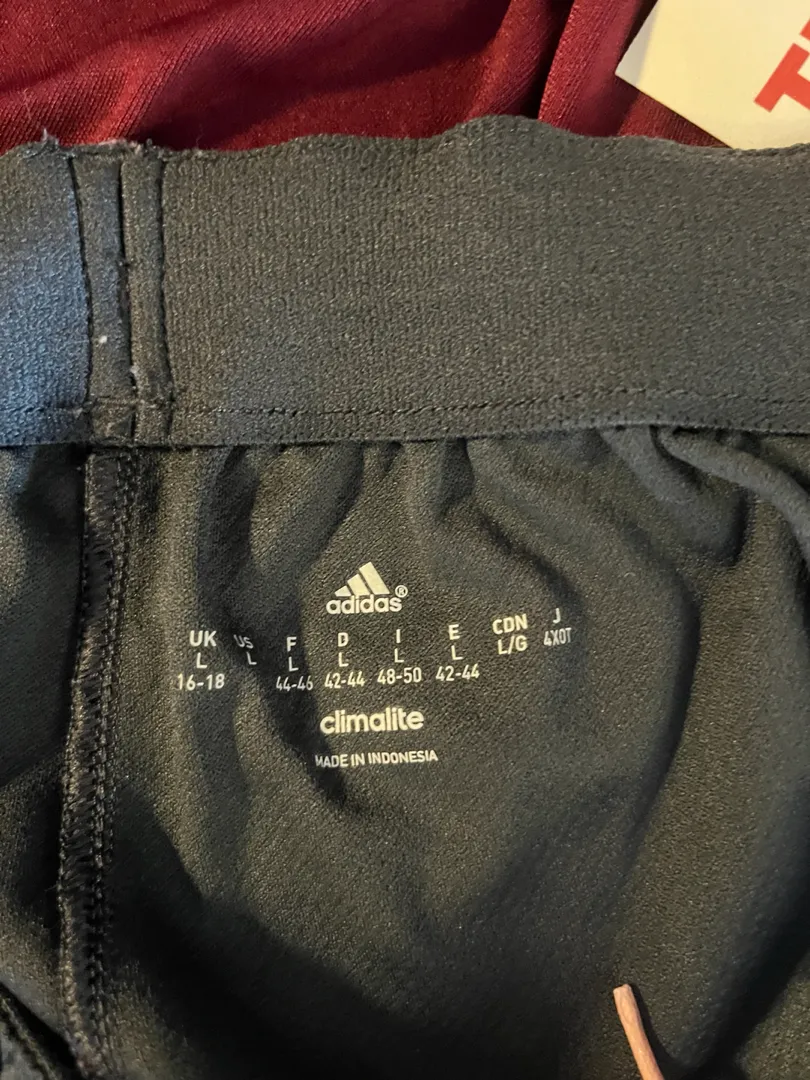 adidas®
UK US F D I E CDN J
L L L L L L L/G 4XOT
16-18 44-46 42-44 48-50 42-44
climalite
MADE IN INDONESIA